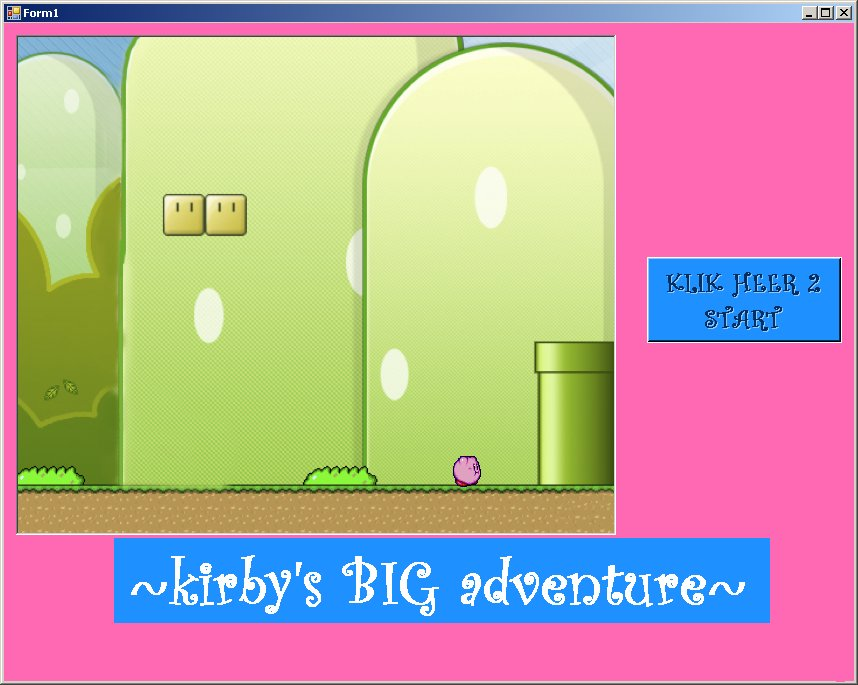 Form1
KLIK HEER 2
START
~kirby's BIG adventure~